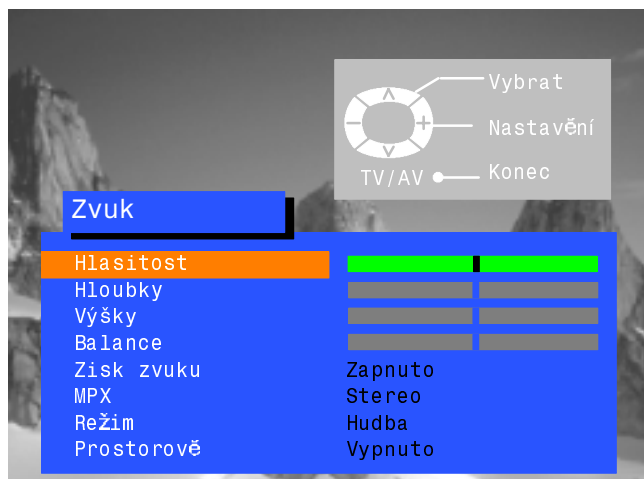 Vybrat
Nastavění
TV/AV
Konec
Zvuk
Hlasitost
Hloubky
Výšky
Balance
Zisk zvuku Zapnuto
MPX Stereo
Režim Hudba
Prostorově Vypnuto